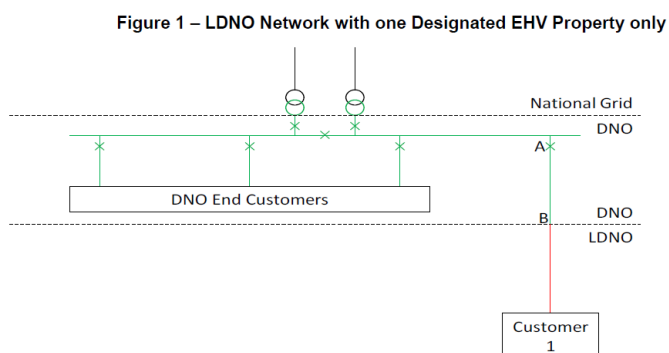 Figure 1 – LDNO Network with one Designated EHV Property only
National Grid
DNO
A
DNO End Customers
B
DNO
LDNO
Customer
1